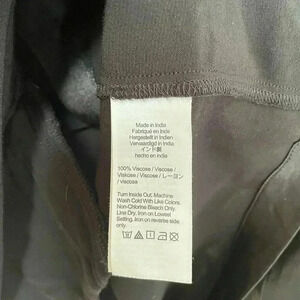 Made in India
Fabriqué en Inde
Hergestellt in Indien
Vervaardigd in India
インド製
hecho en India
100% Viscose / Viscose /
Viskose / Viscose / レーヨン
/ viscosa
Turn Inside Out. Machine
Wash Cold With Like Colors.
Non-Chlorine Bleach Only.
Line Dry. Iron on Lowest
Setting. Iron on reverse side
only.